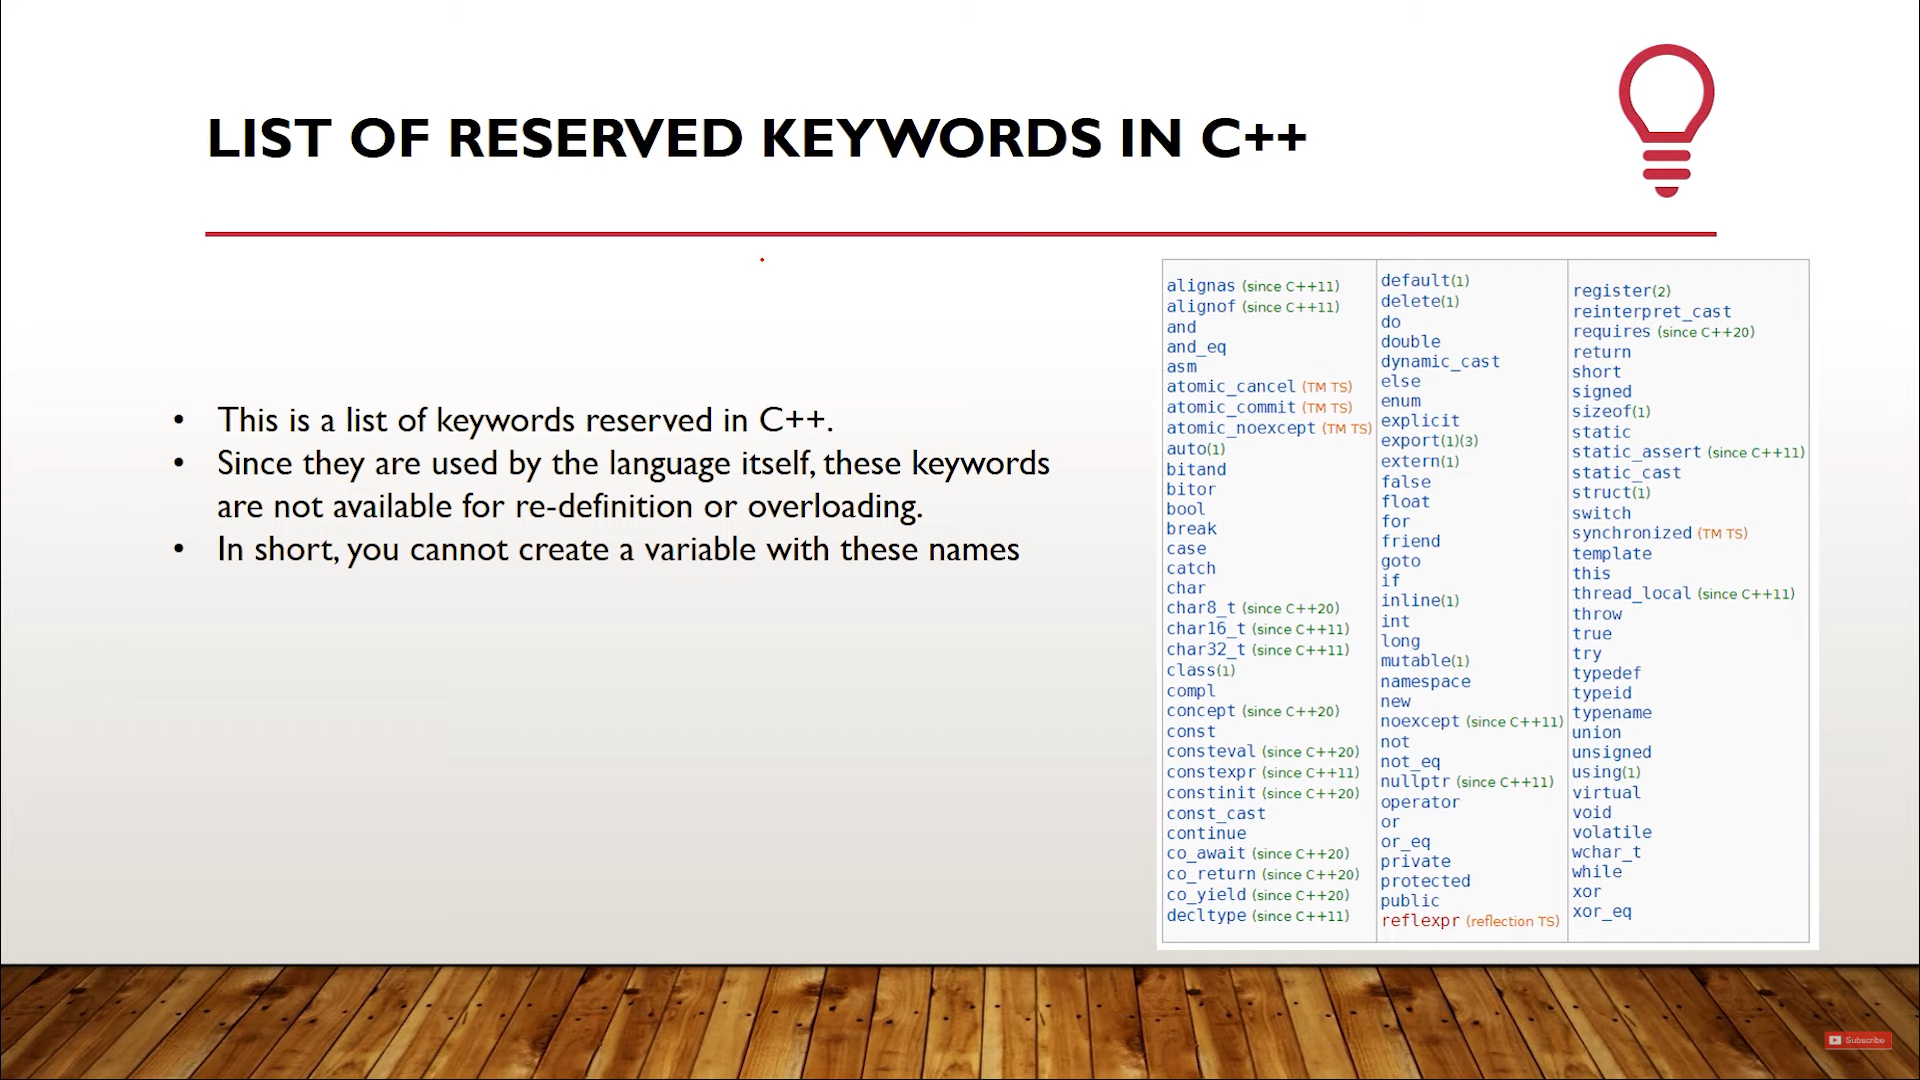 LIST OF RESERVED KEYWORDS IN C++
• This is a list of keywords reserved in C++.
• Since they are used by the language itself, these keywords
are not available for re-definition or overloading.
• In short, you cannot create a variable with these names
alignas (since C++11)
alignof (since C++11)
and
and_eq
asm
atomic_cancel (TM TS)
atomic_commit (TM TS)
atomic_noexcept (TM TS)
auto(1)
bitand
bitor
bool
break
case
catch
char
char8_t (since C++20)
char16_t (since C++11)
char32_t (since C++11)
class(1)
compl
concept (since C++20)
const
consteval (since C++20)
constexpr (since C++11)
constinit (since C++20)
const_cast
continue
co_await (since C++20)
co_return (since C++20)
co_yield (since C++20)
decltype (since C++11)
default(1)
delete(1)
do
double
dynamic_cast
else
enum
explicit
export(1)(3)
extern(1)
false
float
for
friend
goto
if
inline(1)
int
long
mutable(1)
namespace
new
noexcept (since C++11)
not
not_eq
nullptr (since C++11)
operator
or
or_eq
private
protected
public
reflexpr (reflection TS)
register(2)
reinterpret_cast
requires (since C++20)
return
short
signed
sizeof(1)
static
static_assert (since C++11)
static_cast
struct(1)
switch
synchronized (TM TS)
template
this
thread_local (since C++11)
throw
true
try
typedef
typeid
typename
union
unsigned
using(1)
virtual
void
volatile
wchar_t
while
xor
xor_eq
Subscribe